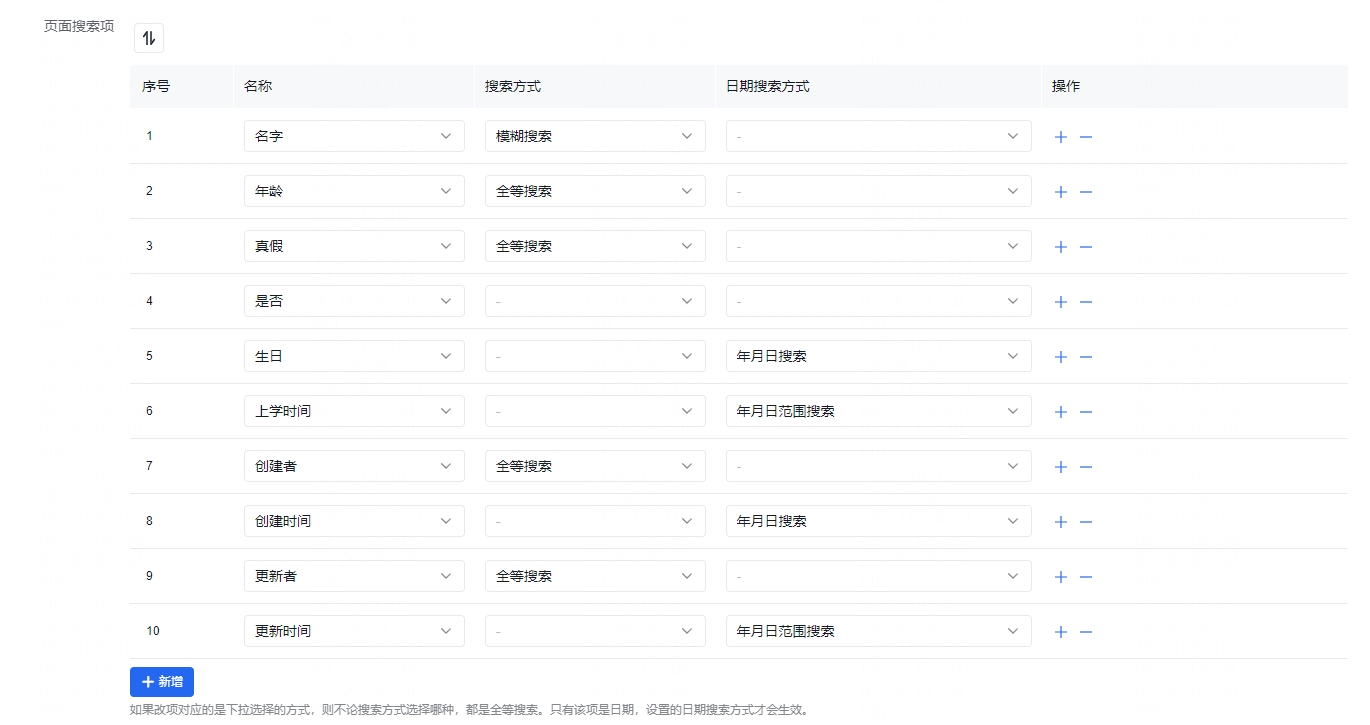 页面搜索项
序号 名称 搜索方式 日期搜索方式 操作
1 名字 模糊搜索 -
2 年龄 全等搜索 -
3 真假 全等搜索 -
4 是否 - -
5 生日 - 年月日搜索
6 上学时间 - 年月日范围搜索
7 创建者 全等搜索 -
8 创建时间 - 年月日搜索
9 更新者 全等搜索 -
10 更新时间 - 年月日范围搜索
新增
如果改项对应的是下拉选择的方式，则不论搜索方式选择哪种，都是全等搜索。只有该项是日期，设置的日期搜索方式才会生效。